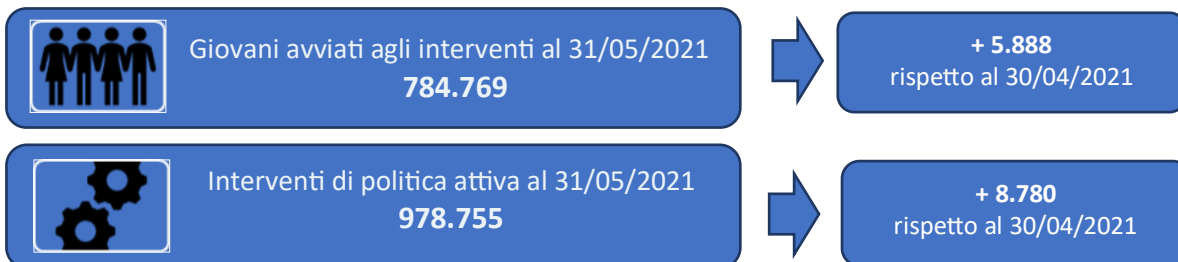 Giovani avviati agli interventi al 31/05/2021
784.769
+ 5.888
rispetto al 30/04/2021
Interventi di politica attiva al 31/05/2021
978.755
+ 8.780
rispetto al 30/04/2021